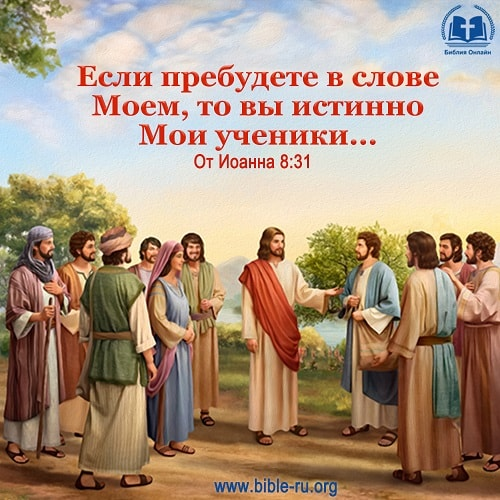 Библия Онлайн
Если пребудете в слове
Моем, то вы истинно
Мои ученики...
От Иоанна 8:31
www.bible-ru.org